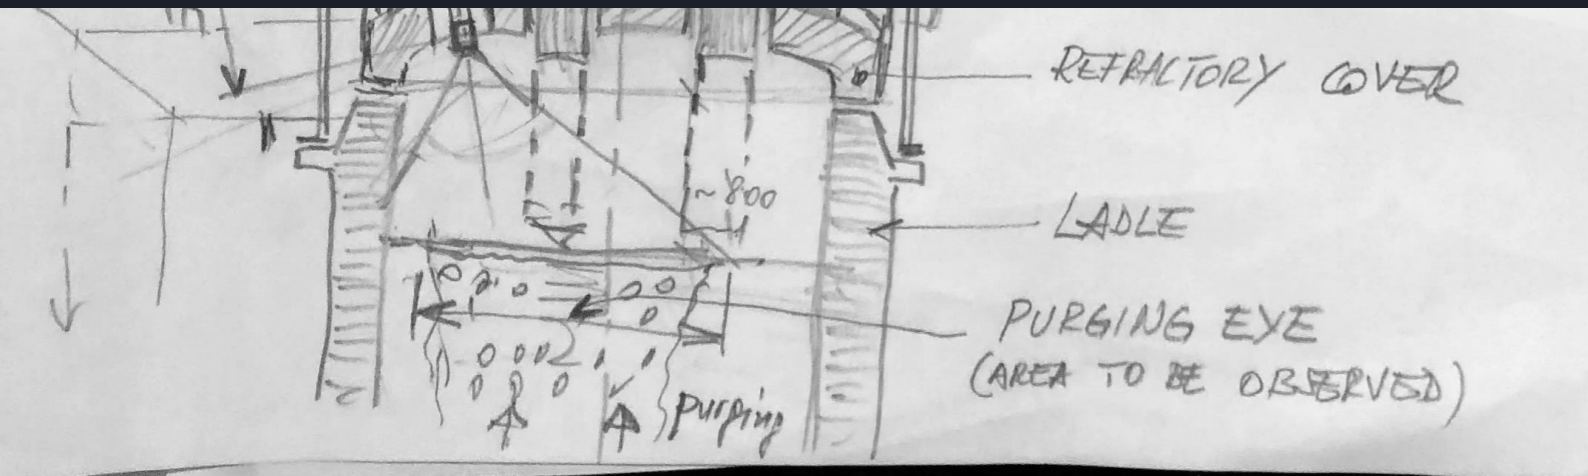 REFRACTORY COVER
~800
LADLE
PURGING EYE
(AREA TO BE OBSERVED)
purging